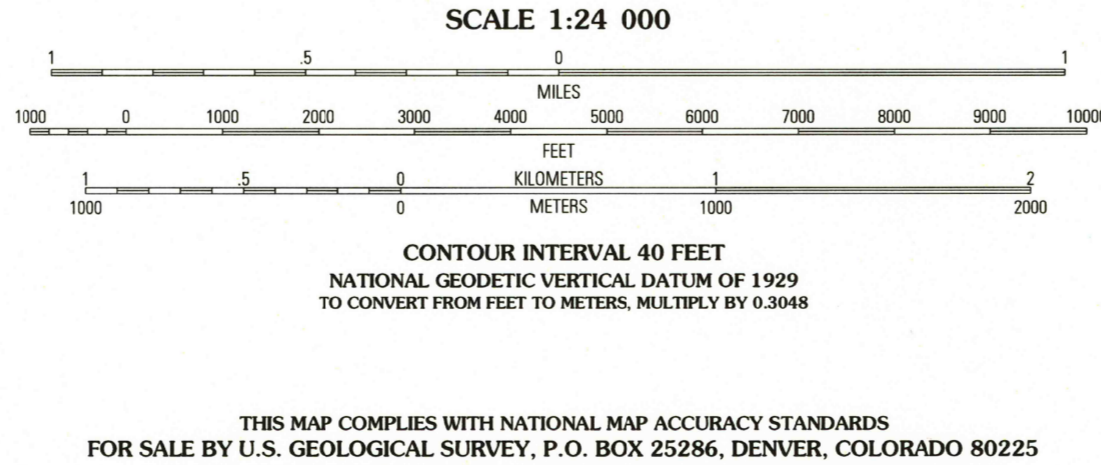 SCALE 1:24 000
1 .5 0 1
MILES
1000 0 1000 2000 3000 4000 5000 6000 7000 8000 9000 1000
FEET
1 .5 0 KILOMETERS 1 2
1000 0 METERS 1000 2000
CONTOUR INTERVAL 40 FEET
NATIONAL GEODETIC VERTICAL DATUM OF 1929
TO CONVERT FROM FEET TO METERS, MULTIPLY BY 0.3048
THIS MAP COMPLIES WITH NATIONAL MAP ACCURACY STANDARDS
FOR SALE BY U.S. GEOLOGICAL SURVEY, P.O. BOX 25286, DENVER, COLORADO 80225